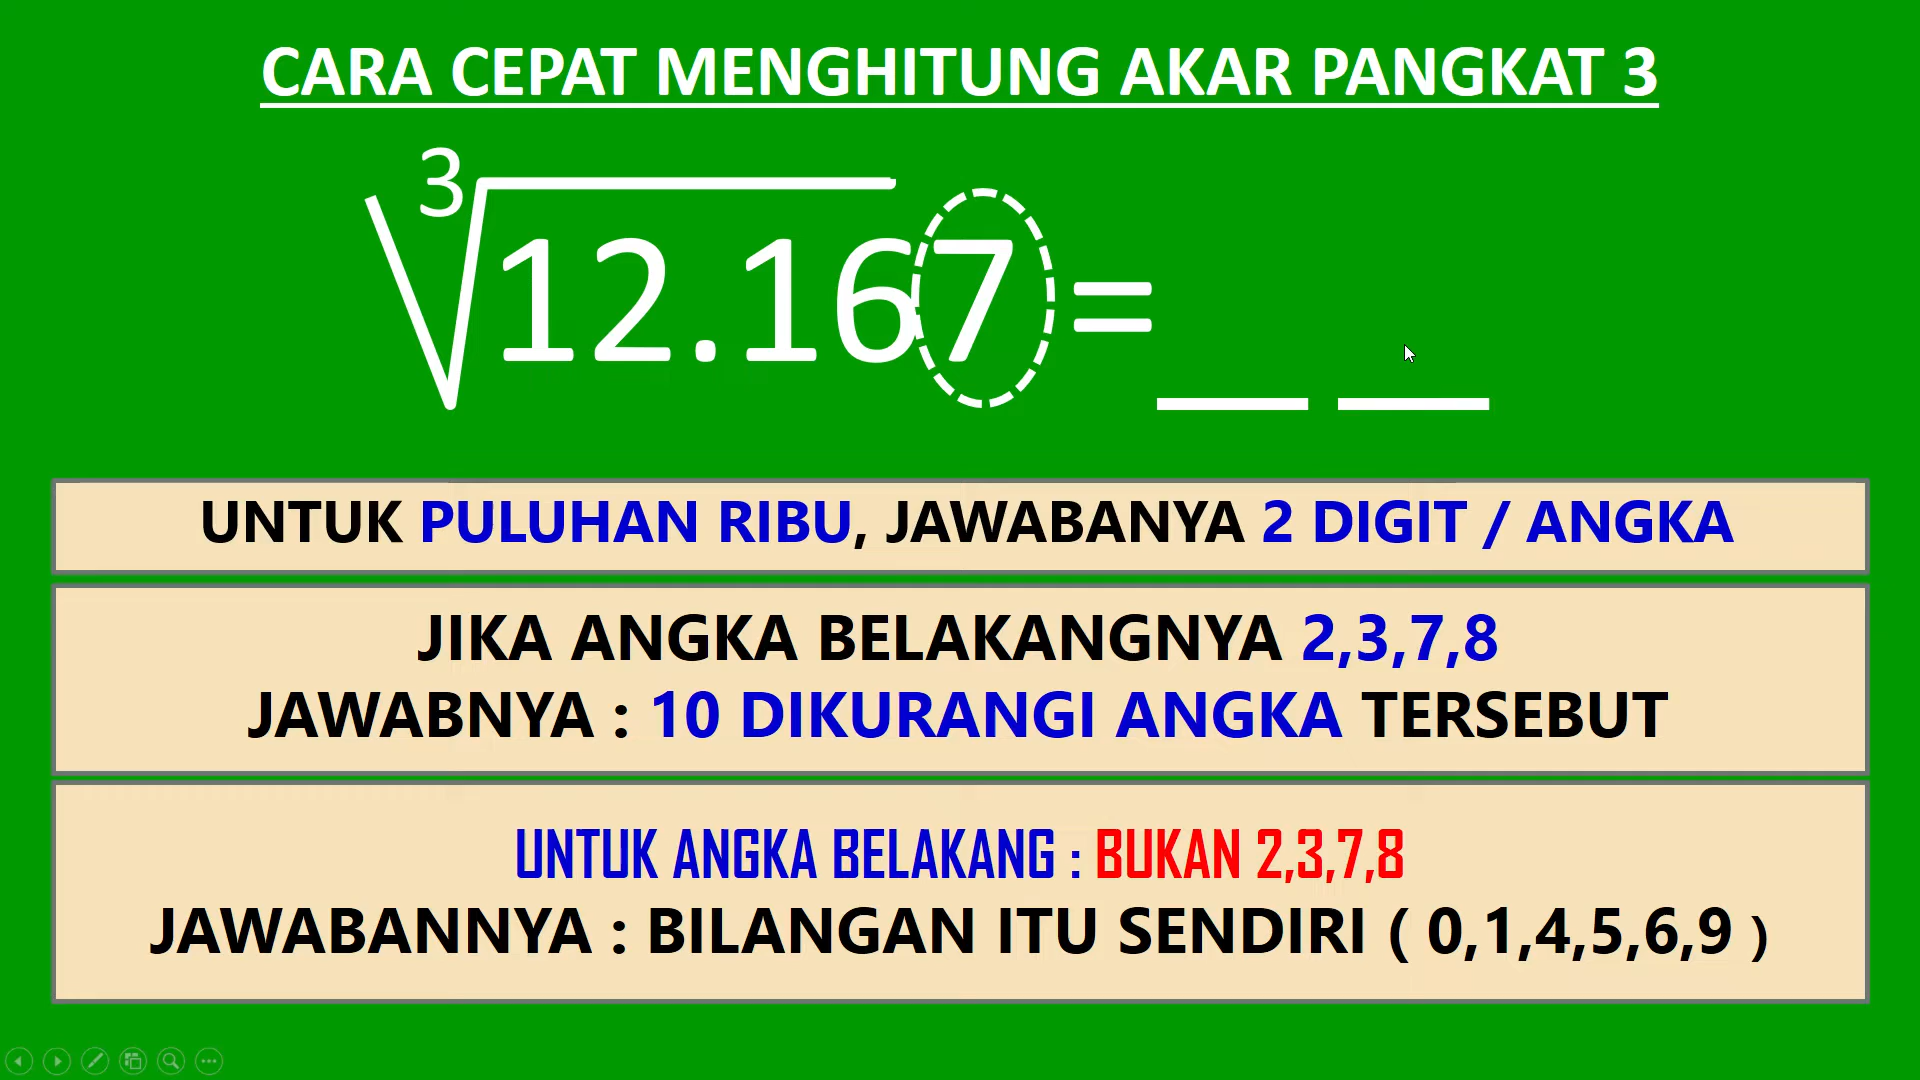 CARA CEPAT MENGHITUNG AKAR PANGKAT 3
3
√12.167 = __ __
UNTUK PULUHAN RIBU, JAWABANYA 2 DIGIT / ANGKA
JIKA ANGKA BELAKANGNYA 2,3,7,8
JAWABNYA : 10 DIKURANGI ANGKA TERSEBUT
UNTUK ANGKA BELAKANG : BUKAN 2,3,7,8
JAWABANNYA : BILANGAN ITU SENDIRI ( 0,1,4,5,6,9 )